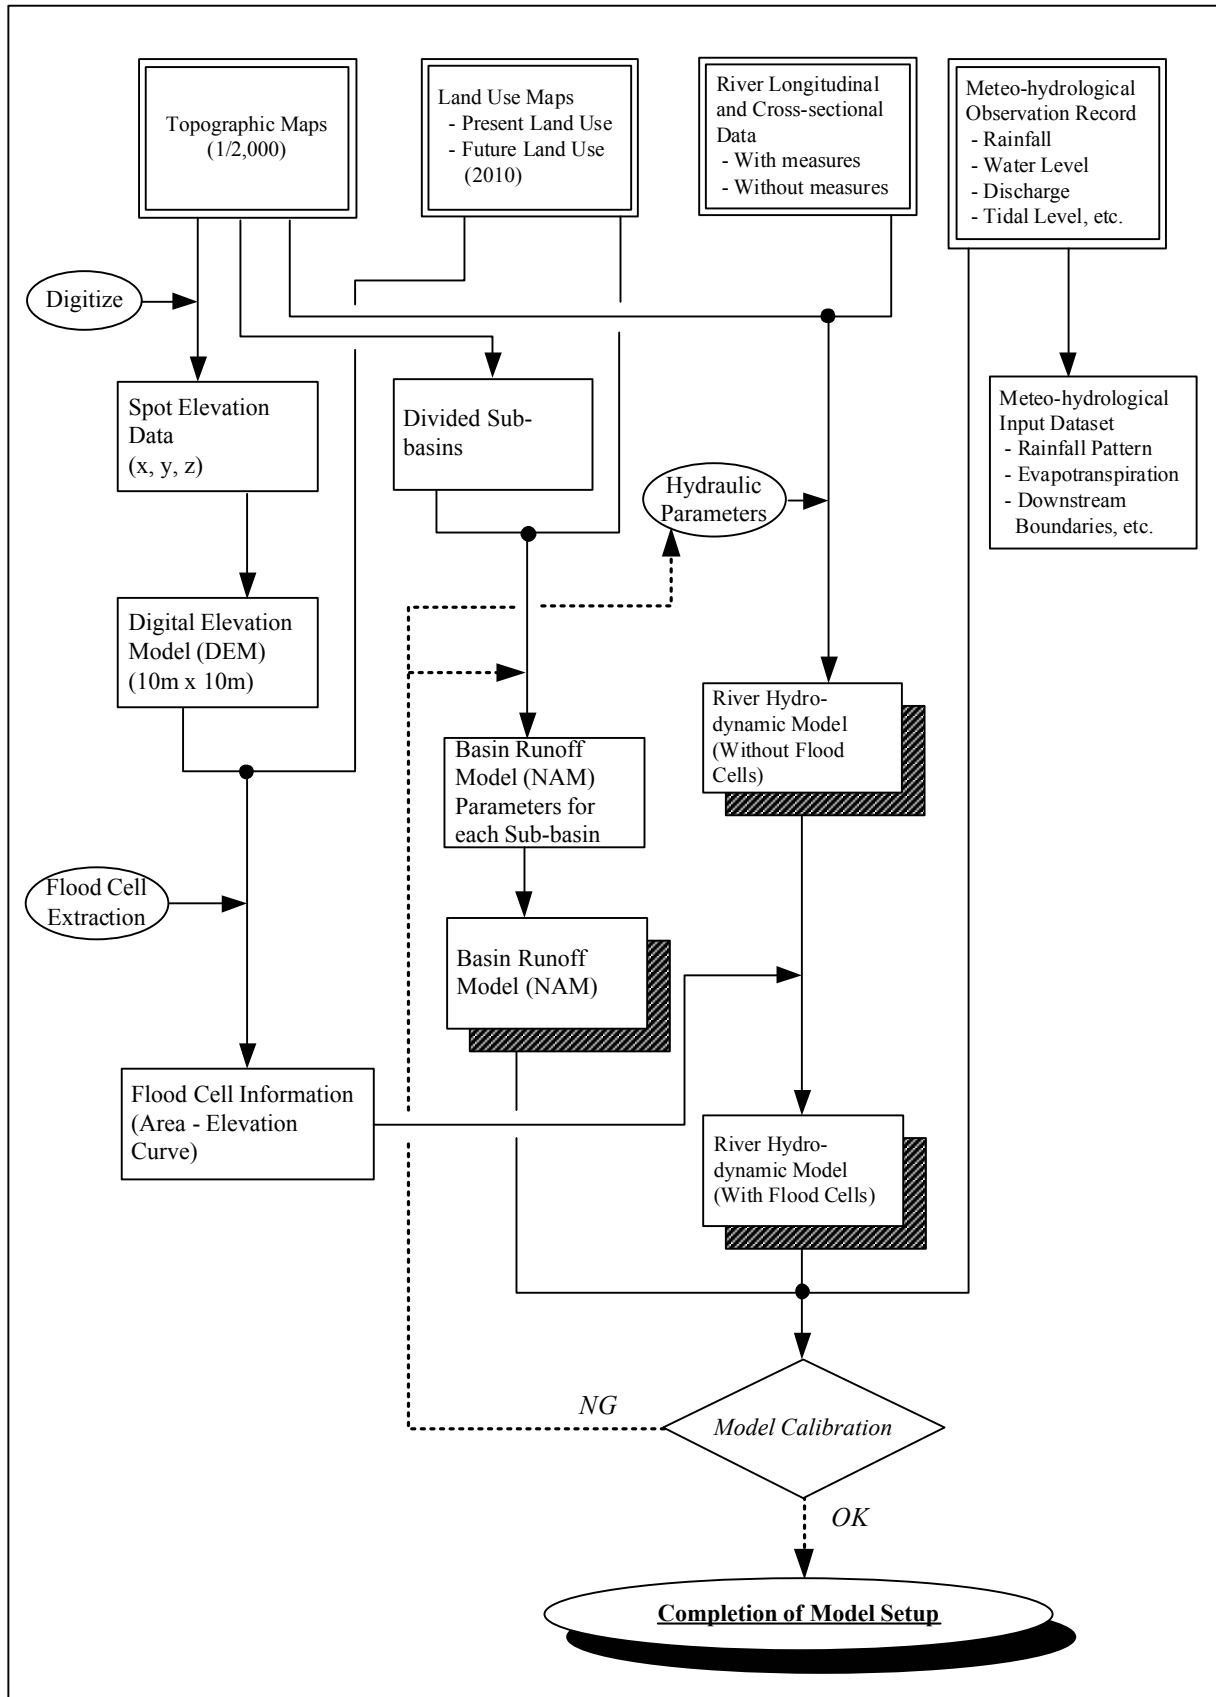 Topographic Maps
(1/2,000)
Land Use Maps
- Present Land Use
- Future Land Use
(2010)
River Longitudinal
and Cross-sectional
Data
- With measures
- Without measures
Meteo-hydrological
Observation Record
- Rainfall
- Water Level
- Discharge
- Tidal Level, etc.
Digitize
Spot Elevation
Data
(x, y, z)
Divided Sub-
basins
Hydraulic
Parameters
Meteo-hydrological
Input Dataset
- Rainfall Pattern
- Evapotranspiration
- Downstream
Boundaries, etc.
Digital Elevation
Model (DEM)
(10m x 10m)
Basin Runoff
Model (NAM)
Parameters for
each Sub-basin
River Hydro-
dynamic Model
(Without Flood
Cells)
Flood Cell
Extraction
Basin Runoff
Model (NAM)
Flood Cell Information
(Area - Elevation
Curve)
River Hydro-
dynamic Model
(With Flood Cells)
NG
Model Calibration
OK
Completion of Model Setup